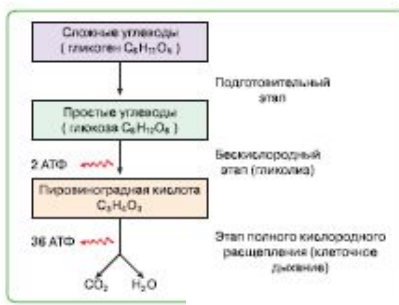 Сложные углеводы
( гликоген C₆H₁₀O₅ )
Подготовительный
этап
Простые углеводы
( глюкоза C₆H₁₂O₆ )
2 АТФ
Бескислородный
этап (гликолиз)
Пировиноградная кислота
C₃H₄O₃
36 АТФ
Этап полного кислородного
расщепления (клеточное
дыхание)
CO₂ H₂O